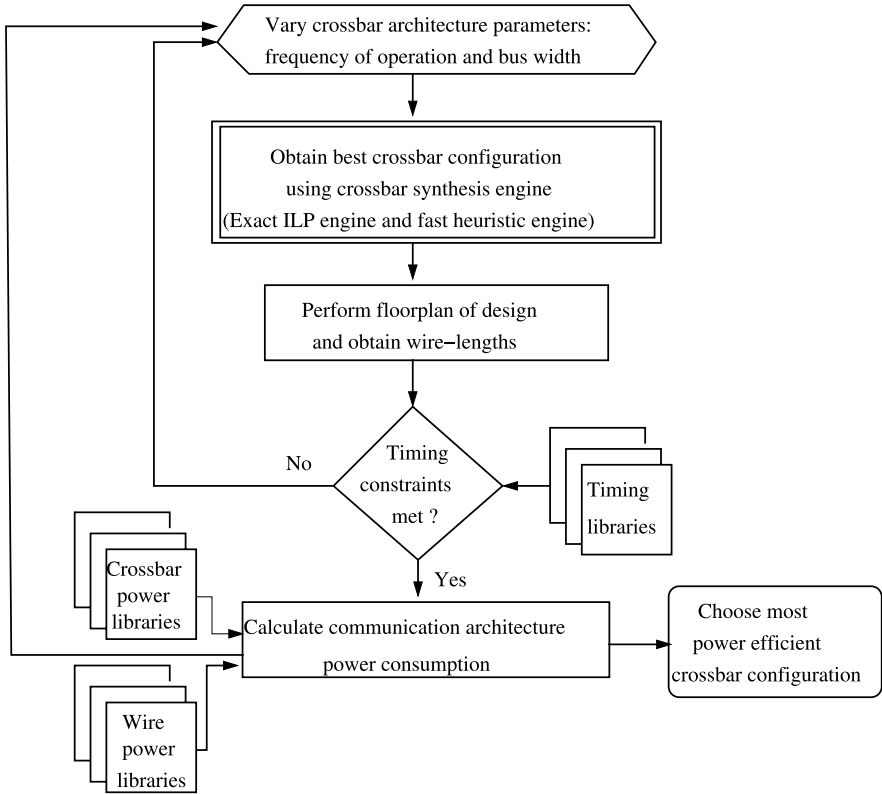 Vary crossbar architecture parameters:
frequency of operation and bus width
Obtain best crossbar configuration
using crossbar synthesis engine
(Exact ILP engine and fast heuristic engine)
Perform floorplan of design
and obtain wire−lengths
Timing
constraints
met ?
No
Timing
libraries
Yes
Crossbar
power
libraries
Calculate communication architecture
power consumption
Choose most
power efficient
crossbar configuration
Wire
power
libraries